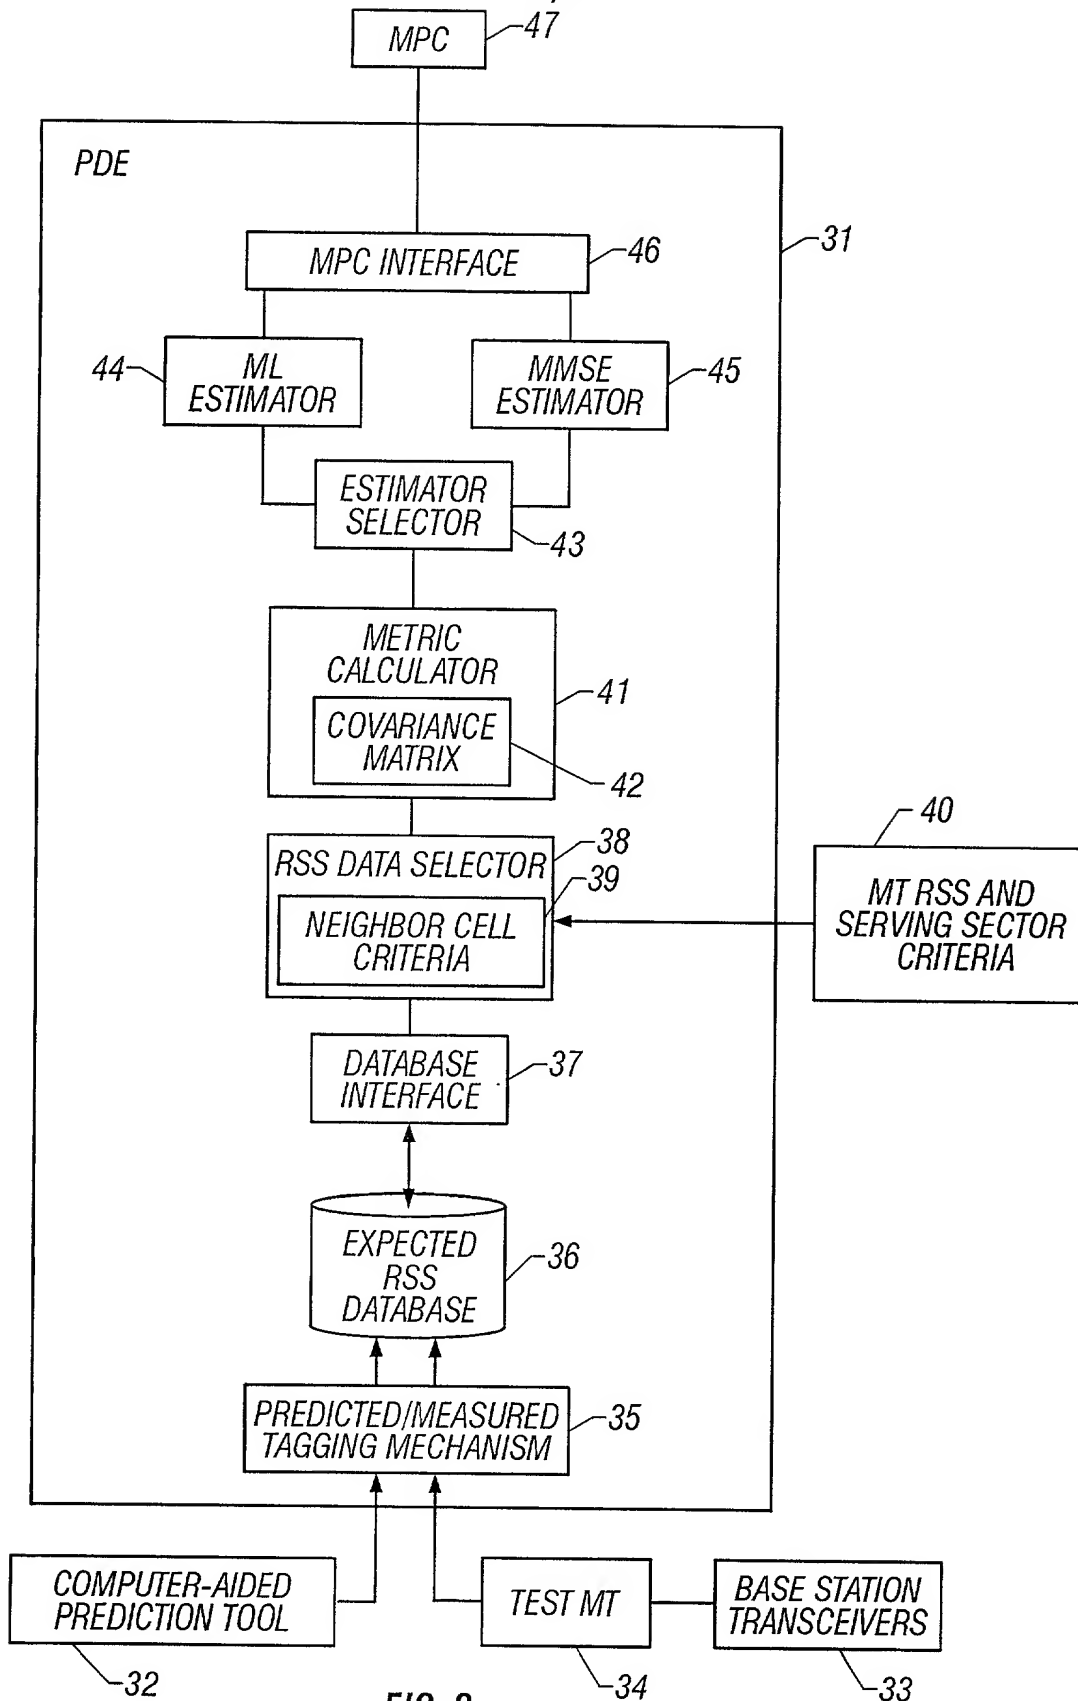 MPC
47
PDE
31
MPC INTERFACE
46
44
ML
ESTIMATOR
MMSE
ESTIMATOR
45
ESTIMATOR
SELECTOR
43
METRIC
CALCULATOR
41
COVARIANCE
MATRIX
42
RSS DATA SELECTOR
38
39
NEIGHBOR CELL
CRITERIA
40
MT RSS AND
SERVING SECTOR
CRITERIA
DATABASE
INTERFACE
37
EXPECTED
RSS
DATABASE
36
PREDICTED/MEASURED
TAGGING MECHANISM
35
COMPUTER-AIDED
PREDICTION TOOL
32
TEST MT
34
BASE STATION
TRANSCEIVERS
33